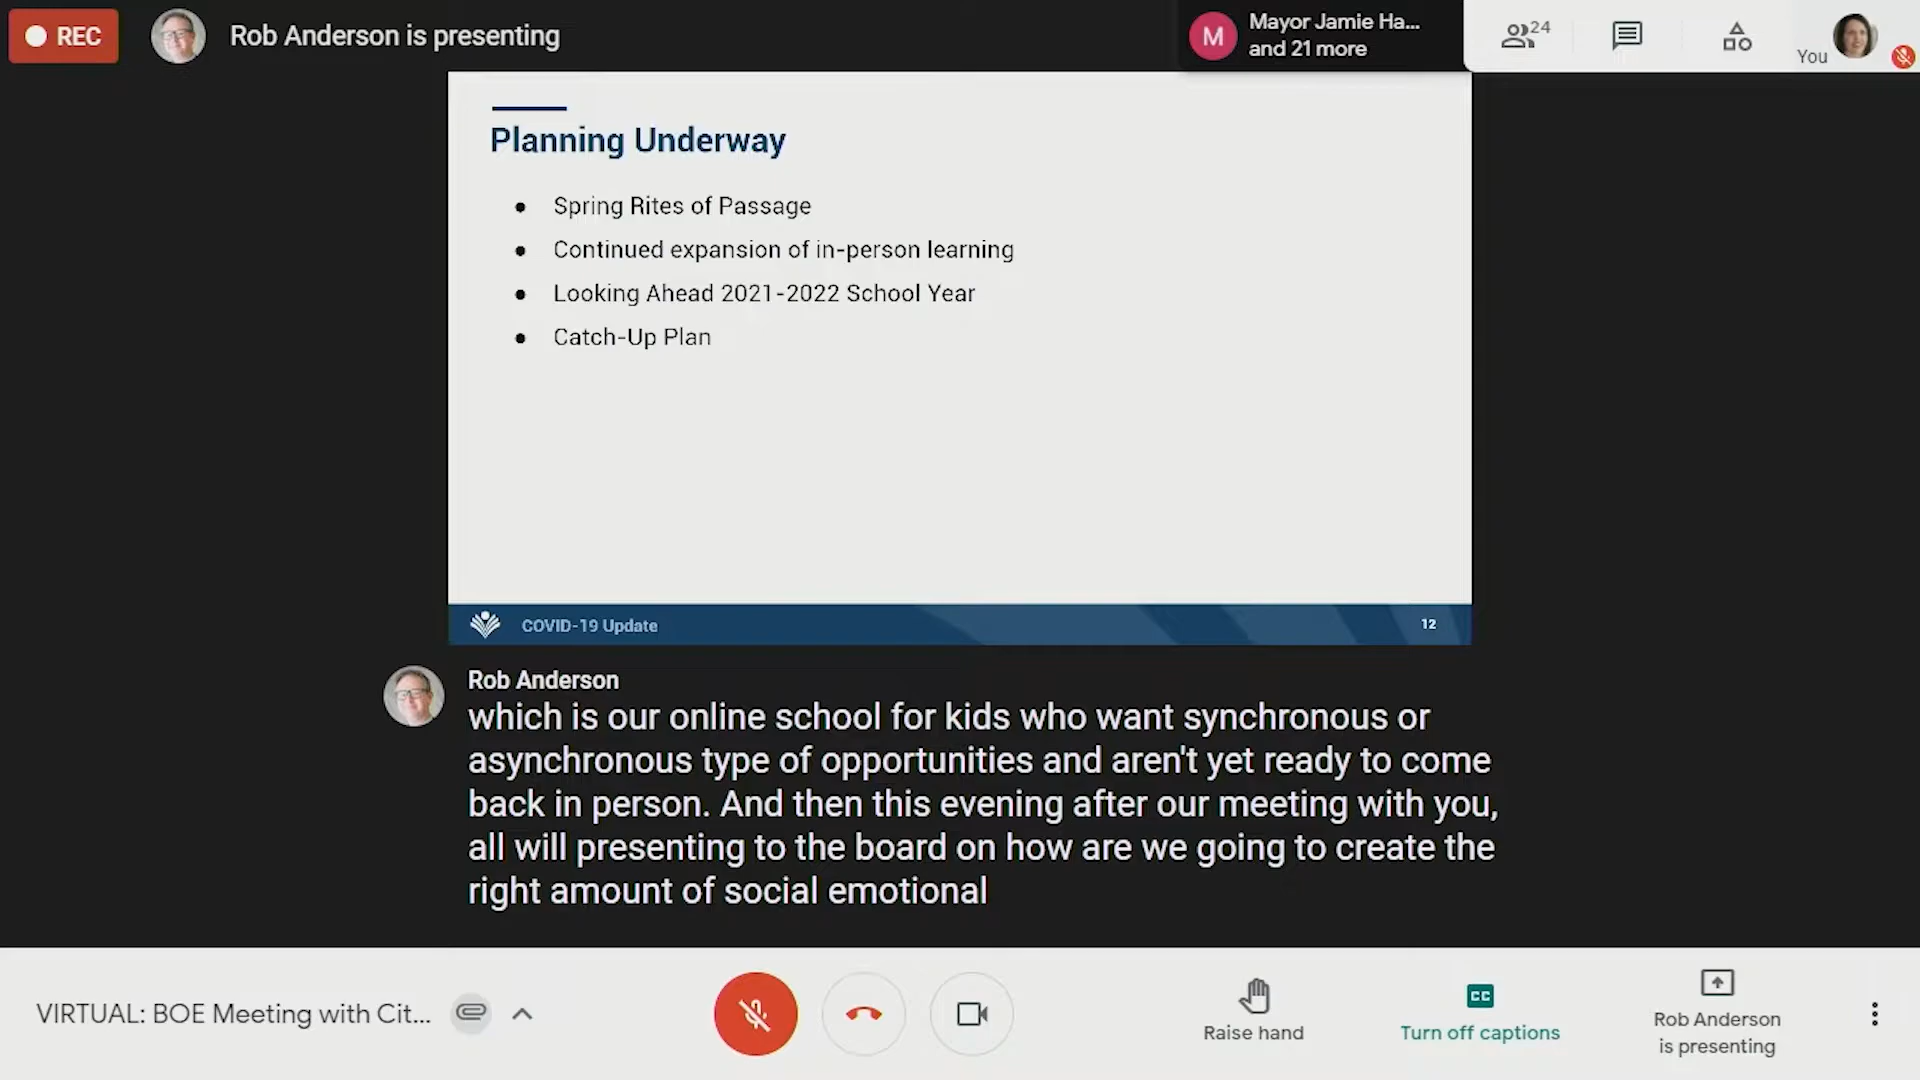 REC
Rob Anderson is presenting
M
Mayor Jamie Ha...
and 21 more
24
You
Planning Underway
● Spring Rites of Passage
● Continued expansion of in-person learning
● Looking Ahead 2021-2022 School Year
● Catch-Up Plan
COVID-19 Update
12
Rob Anderson
which is our online school for kids who want synchronous or
asynchronous type of opportunities and aren't yet ready to come
back in person. And then this evening after our meeting with you,
all will presenting to the board on how are we going to create the
right amount of social emotional
VIRTUAL: BOE Meeting with Cit...
Raise hand
CC
Turn off captions
Rob Anderson
is presenting